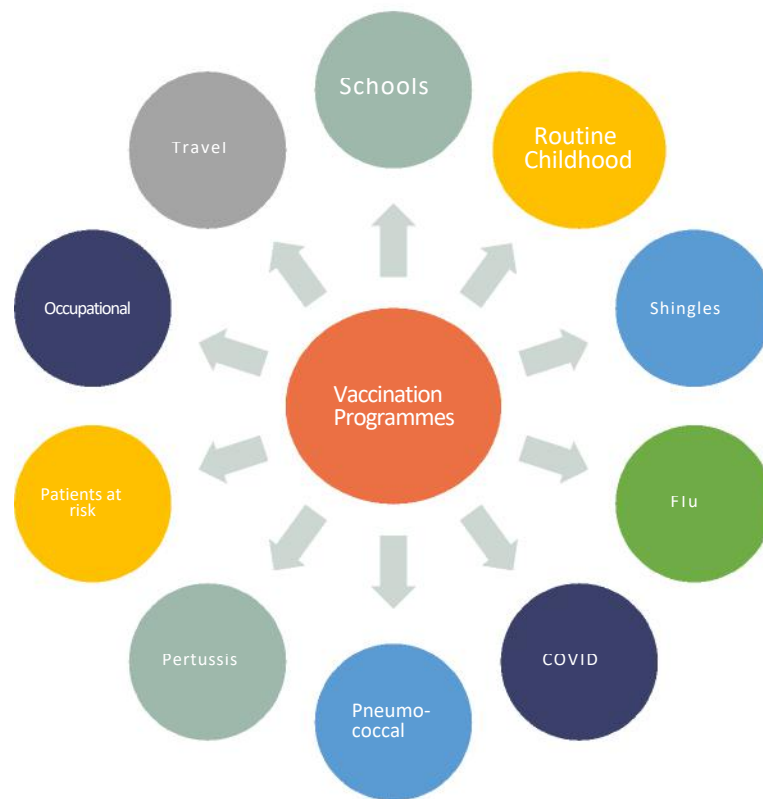 Schools
Routine
Childhood
Travel
Occupational
Shingles
Vaccination
Programmes
Patients at
risk
Flu
Pertussis
COVID
Pneumo-
coccal